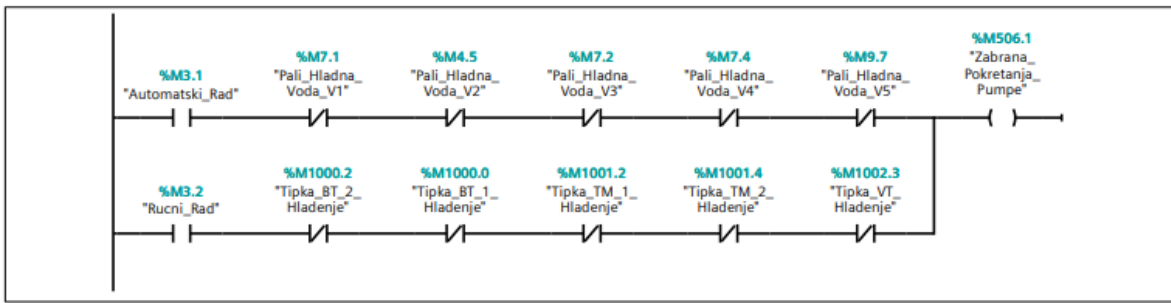 %M3.1
"Automatski_Rad"
%M7.1
"Pali_Hladna_
Voda_V1"
%M4.5
"Pali_Hladna_
Voda_V2"
%M7.2
"Pali_Hladna_
Voda_V3"
%M7.4
"Pali_Hladna_
Voda_V4"
%M9.7
"Pali_Hladna_
Voda_V5"
%M506.1
"Zabrana_
Pokretanja_
Pumpe"
%M3.2
"Rucni_Rad"
%M1000.2
"Tipka_BT_2_
Hladenje"
%M1000.0
"Tipka_BT_1_
Hladenje"
%M1001.2
"Tipka_TM_1_
Hladenje"
%M1001.4
"Tipka_TM_2_
Hladenje"
%M1002.3
"Tipka_VT_
Hladenje"